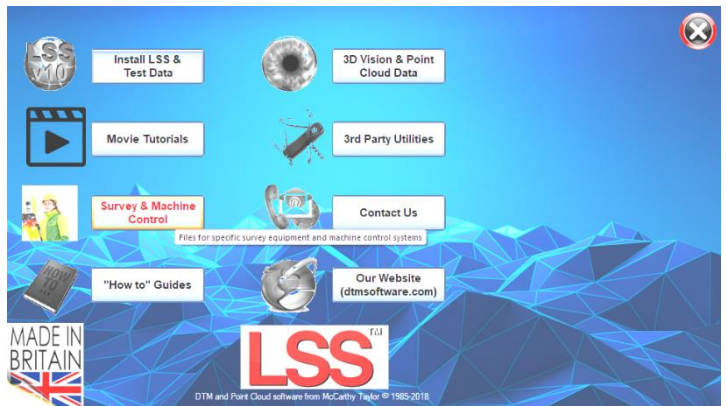 LSS
v10
Install LSS &
Test Data
3D Vision & Point
Cloud Data
Movie Tutorials
3rd Party Utilities
Survey & Machine
Control
Contact Us
Files for specific survey equipment and machine control systems
HOW
TO
"How to" Guides
Our Website
(dtmsoftware.com)
MADE IN
BRITAIN
LSS™
DTM and Point Cloud software from McCarthy Taylor © 1985-2018